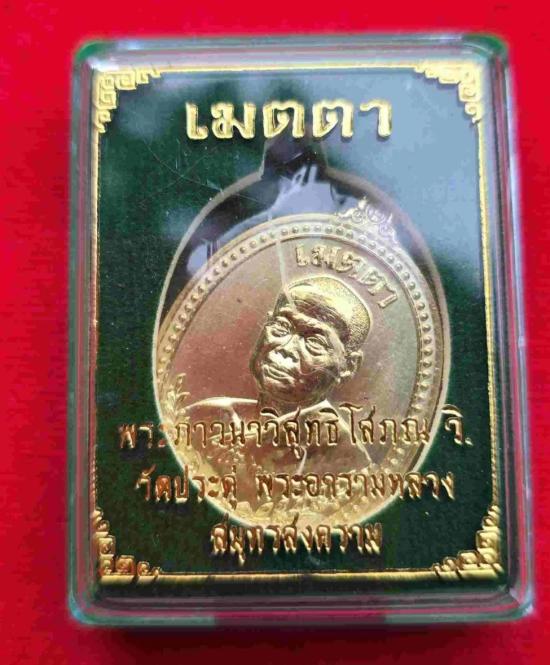 เมตตา
เมตตา
พระภาวนาวิสุทธิโสภณ วิ.
วัดประดู่ พระอารามหลวง
สมุทรสงคราม